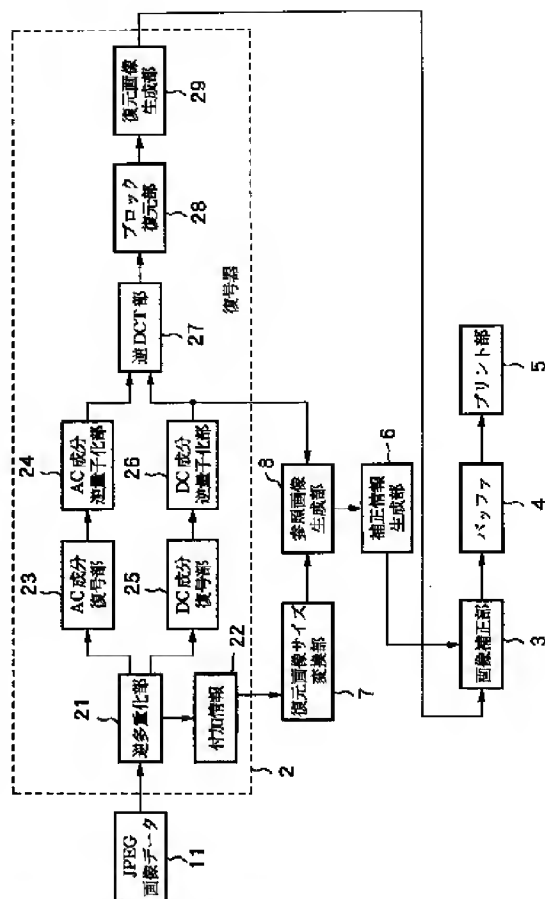 JPEG
画像データ
11
逆多重化部
21
付加情報
22
AC成分
復号部
23
AC成分
逆量子化部
24
DC成分
復号部
25
DC成分
逆量子化部
26
逆DCT部
27
ブロック
復元部
28
復元画像
生成部
29
復号器
2
復元画像サイズ
変換部
7
参照画像
生成部
8
補正情報
生成部
6
画像補正部
3
バッファ
4
プリント部
5